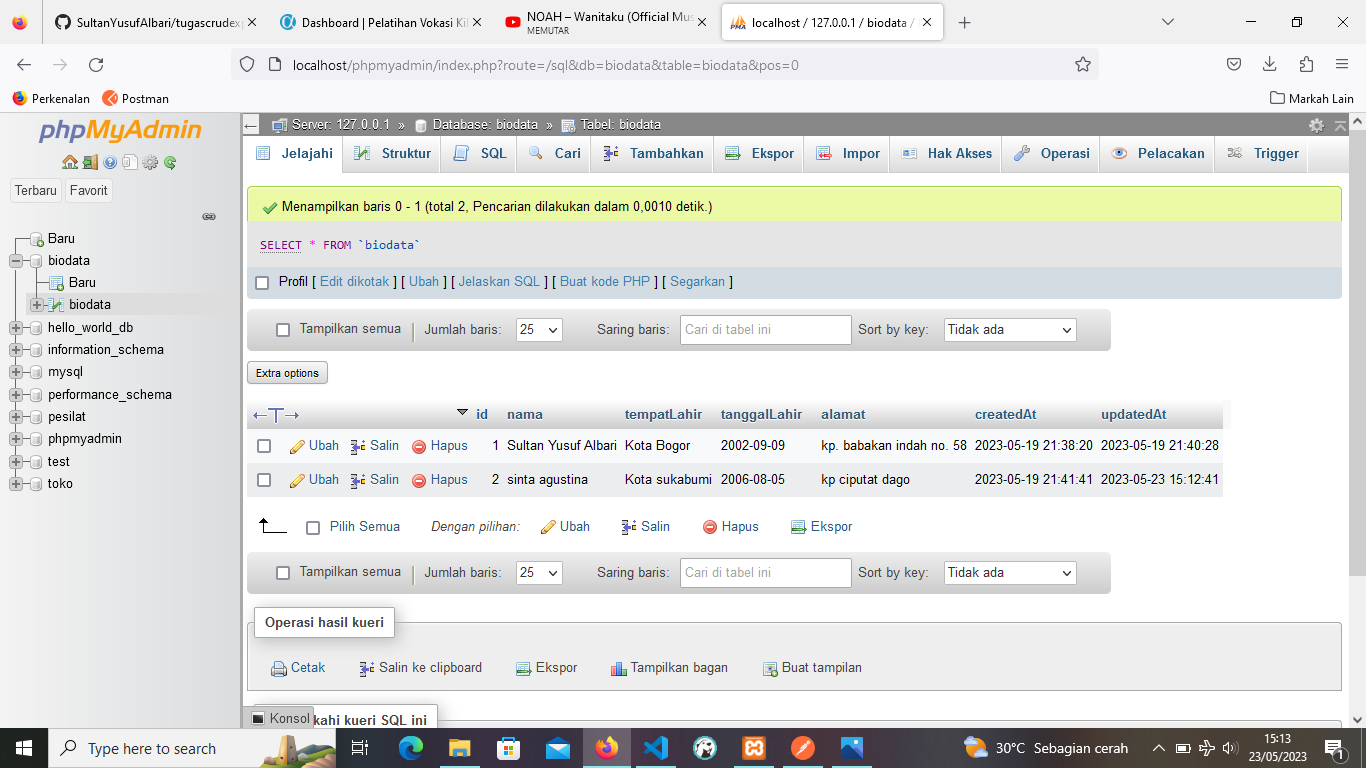 SultanYusufAlbari/tugascrudexp
Dashboard | Pelatihan Vokasi Kil
NOAH – Wanitaku (Official Mus
MEMUTAR
localhost / 127.0.0.1 / biodata /
localhost/phpmyadmin/index.php?route=/sql&db=biodata&table=biodata&pos=0
Perkenalan Postman Markah Lain
phpMyAdmin
Terbaru Favorit
Baru
biodata
Baru
biodata
hello_world_db
information_schema
mysql
performance_schema
pesilat
phpmyadmin
test
toko
Server: 127.0.0.1 » Database: biodata » Tabel: biodata
Jelajahi Struktur SQL Cari Tambahkan Ekspor Impor Hak Akses Operasi Pelacakan Trigger
Menampilkan baris 0 - 1 (total 2, Pencarian dilakukan dalam 0,0010 detik.)
SELECT * FROM `biodata`
Profil [ Edit dikotak ] [ Ubah ] [ Jelaskan SQL ] [ Buat kode PHP ] [ Segarkan ]
Tampilkan semua Jumlah baris: 25 Saring baris: Cari di tabel ini Sort by key: Tidak ada
Extra options
id nama tempatLahir tanggalLahir alamat createdAt updatedAt
Ubah Salin Hapus 1 Sultan Yusuf Albari Kota Bogor 2002-09-09 kp. babakan indah no. 58 2023-05-19 21:38:20 2023-05-19 21:40:28
Ubah Salin Hapus 2 sinta agustina Kota sukabumi 2006-08-05 kp ciputat dago 2023-05-19 21:41:41 2023-05-23 15:12:41
Pilih Semua Dengan pilihan: Ubah Salin Hapus Ekspor
Tampilkan semua Jumlah baris: 25 Saring baris: Cari di tabel ini Sort by key: Tidak ada
Operasi hasil kueri
Cetak Salin ke clipboard Ekspor Tampilkan bagan Buat tampilan
Konsol kahi kueri SQL ini
Type here to search
30°C Sebagian cerah
15:13
23/05/2023
1